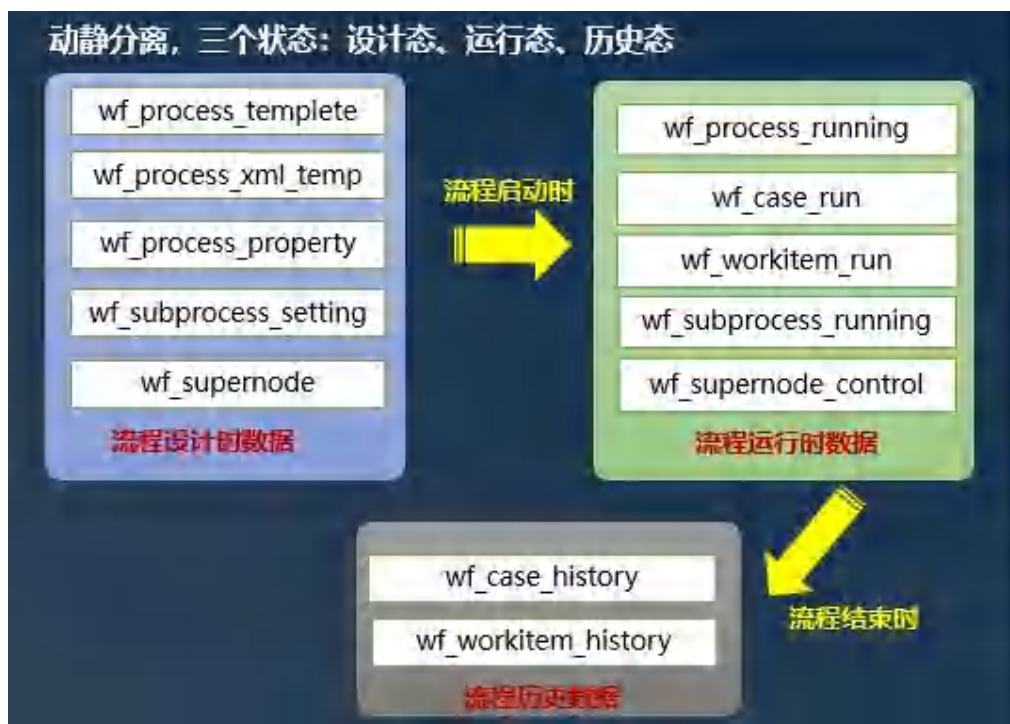 动静分离，三个状态：设计态、运行态、历史态
wf_process_templete
wf_process_xml_temp
wf_process_property
wf_subprocess_setting
wf_supernode
流程设计时数据
流程启动时
wf_process_running
wf_case_run
wf_workitem_run
wf_subprocess_running
wf_supernode_control
流程运行时数据
流程结束时
wf_case_history
wf_workitem_history
流程历史数据